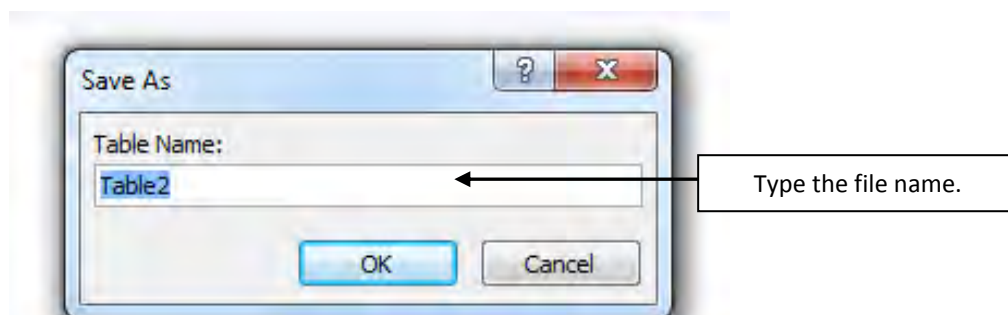 Save As
Table Name:
Table2
Type the file name.
OK
Cancel